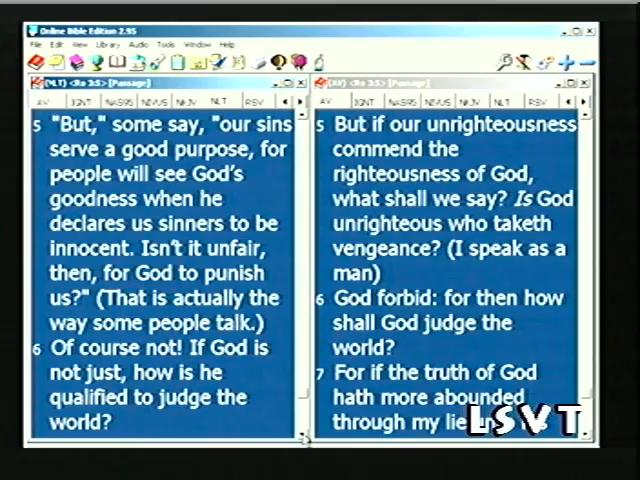 Online Bible Edition 2.95
File Edit View Library Audio Tools Window Help
(NLT) <Ro 3:5> [Passage]
AV IGNT NAS95 NIVUS NKJV NLT RSV
5 "But," some say, "our sins
serve a good purpose, for
people will see God's
goodness when he
declares us sinners to be
innocent. Isn't it unfair,
then, for God to punish
us?" (That is actually the
way some people talk.)
6 Of course not! If God is
not just, how is he
qualified to judge the
world?
(AV) <Ro 3:5> [Passage]
AV IGNT NAS95 NIVUS NKJV NLT RSV
5 But if our unrighteousness
commend the
righteousness of God,
what shall we say? Is God
unrighteous who taketh
vengeance? (I speak as a
man)
6 God forbid: for then how
shall God judge the
world?
7 For if the truth of God
hath more abounded
through my lie
LSVT